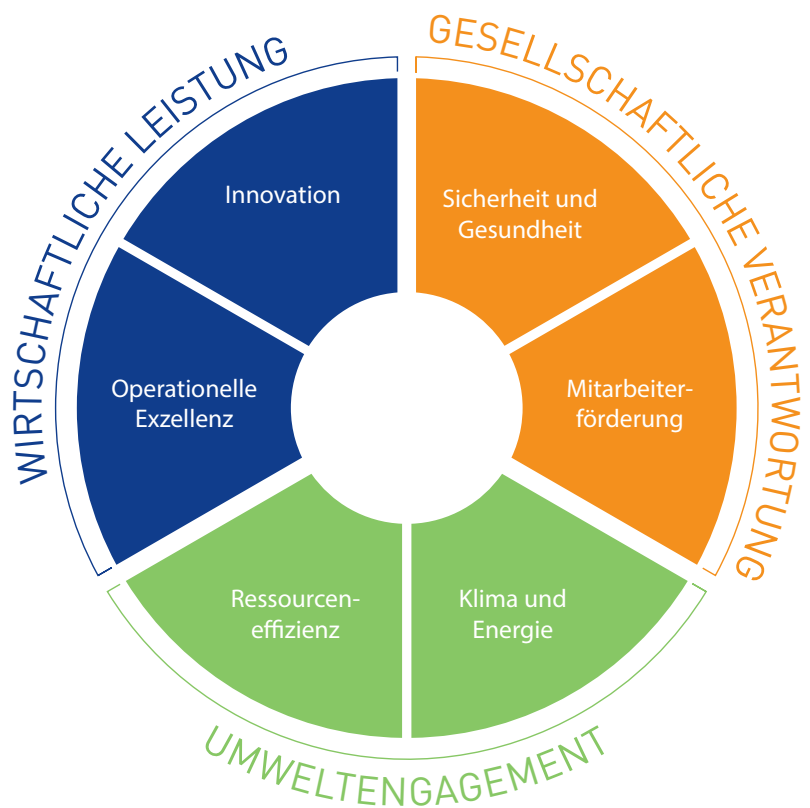 WIRTSCHAFTLICHE LEISTUNG
GESELLSCHAFTLICHE VERANTWORTUNG
Innovation
Sicherheit und
Gesundheit
Operationelle
Exzellenz
Mitarbeiter-
förderung
Ressourcen-
effizienz
Klima und
Energie
UMWELTENGAGEMENT